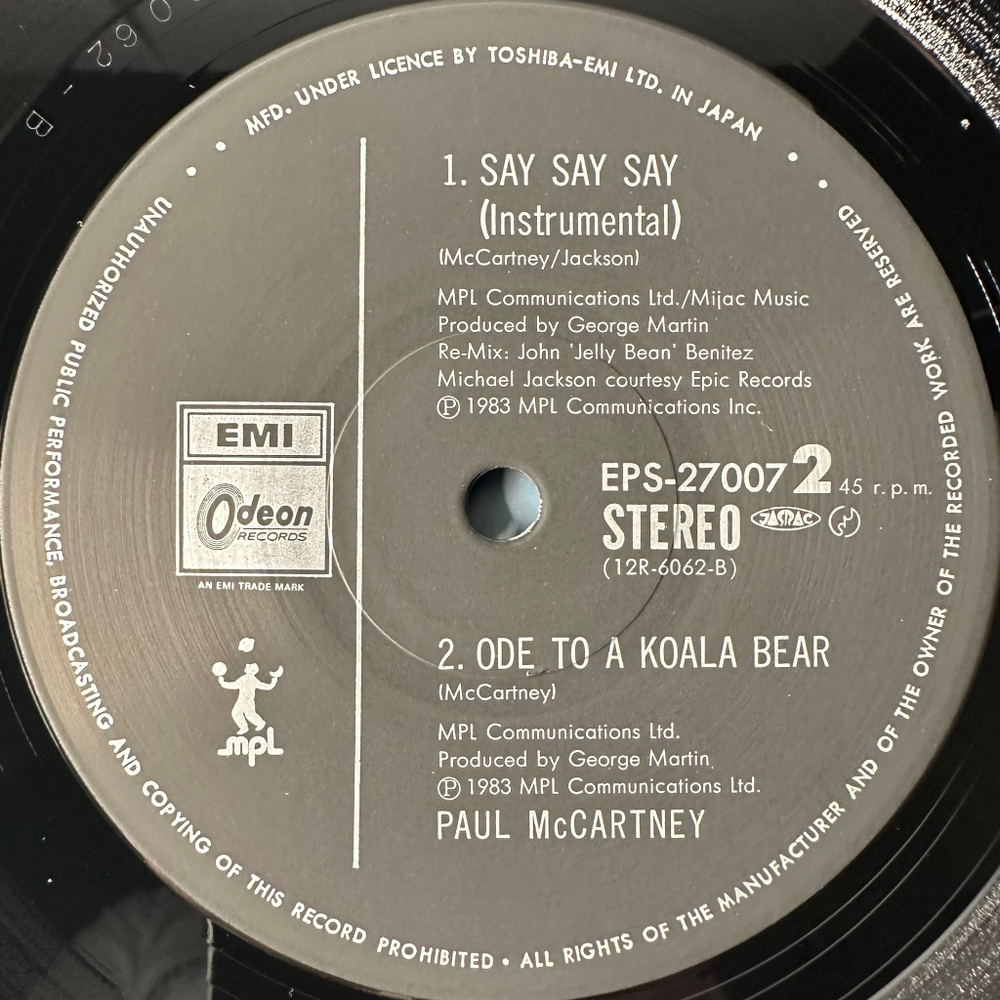 MFD. UNDER LICENCE BY TOSHIBA-EMI LTD. IN JAPAN
1. SAY SAY SAY
(Instrumental)
(McCartney/Jackson)
MPL Communications Ltd./Mijac Music
Produced by George Martin
Re-Mix: John 'Jelly Bean' Benitez
Michael Jackson courtesy Epic Records
Ⓟ 1983 MPL Communications Inc.
EMI
Odeon
RECORDS
AN EMI TRADE MARK
EPS-27007 2 45 r.p.m.
STEREO JASRAC
(12R-6062-B)
mpL
2. ODE TO A KOALA BEAR
(McCartney)
MPL Communications Ltd.
Produced by George Martin
Ⓟ 1983 MPL Communications Ltd.
PAUL McCARTNEY
UNAUTHORIZED PUBLIC PERFORMANCE, BROADCASTING AND COPYING OF THIS RECORD PROHIBITED • ALL RIGHTS OF THE MANUFACTURER AND OF THE OWNER OF THE RECORDED WORK ARE RESERVED
062-B